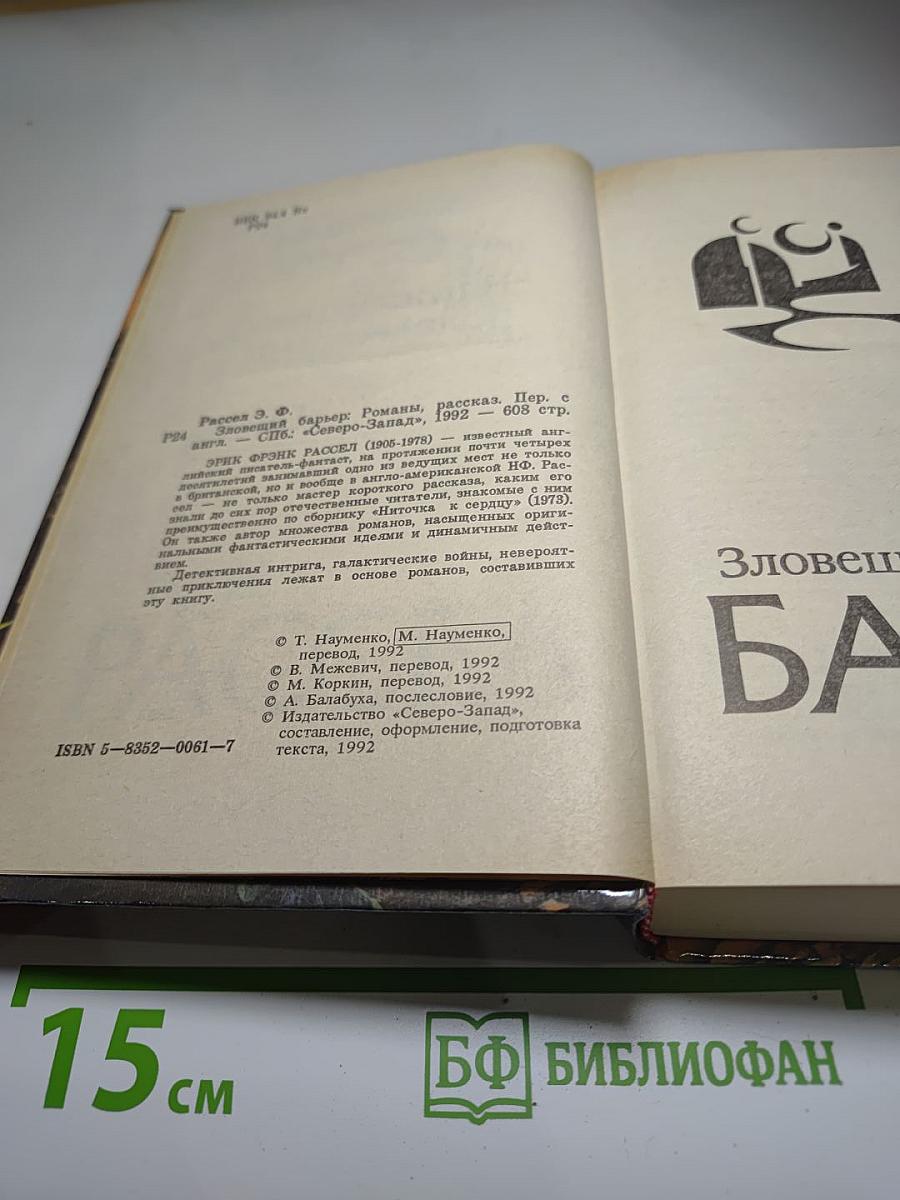 Рассел Э. Ф.
Р24 Зловещий барьер: Романы, рассказ. Пер. с
англ. — СПб.: «Северо-Запад», 1992 — 608 стр.
ЭРИК ФРЭНК РАССЕЛ (1905-1978) — известный анг-
лийский писатель-фантаст, на протяжении почти четырех
десятилетий занимавший одно из ведущих мест не только
в британской, но и вообще в англо-американской НФ. Рас-
сел — не только мастер короткого рассказа, каким его
знали до сих пор отечественные читатели, знакомые с ним
преимущественно по сборнику «Ниточка к сердцу» (1973).
Он также автор множества романов, насыщенных ориги-
нальными фантастическими идеями и динамичным дейст-
вием.
Детективная интрига, галактические войны, невероят-
ные приключения лежат в основе романов, составивших
эту книгу.
© Т. Науменко, М. Науменко,
перевод, 1992
© В. Межевич, перевод, 1992
© М. Коркин, перевод, 1992
© А. Балабуха, послесловие, 1992
© Издательство «Северо-Запад»,
составление, оформление, подготовка
текста, 1992
ISBN 5—8352—0061—7
Зловещ
БА
15 см
БФ БИБЛИОФАН